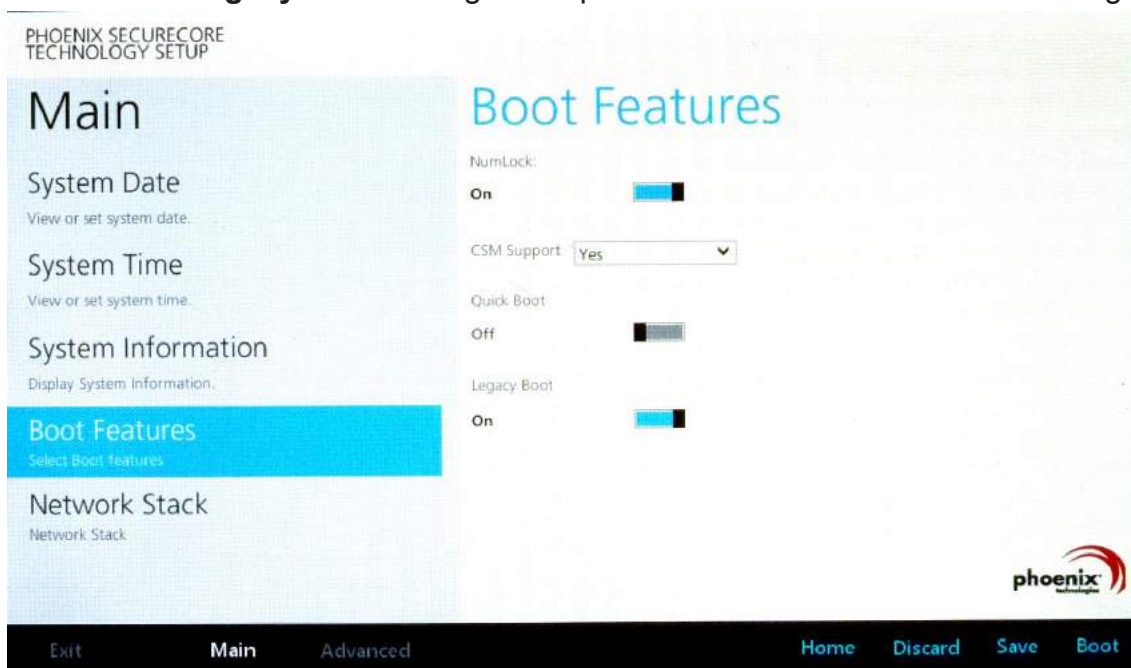 PHOENIX SECURECORE
TECHNOLOGY SETUP
Main
System Date
View or set system date.
System Time
View or set system time.
System Information
Display System Information.
Boot Features
Select Boot features
Network Stack
Network Stack
Boot Features
NumLock:
On
CSM Support Yes
Quick Boot
Off
Legacy Boot
On
phoenix
technologies
Exit Main Advanced Home Discard Save Boot